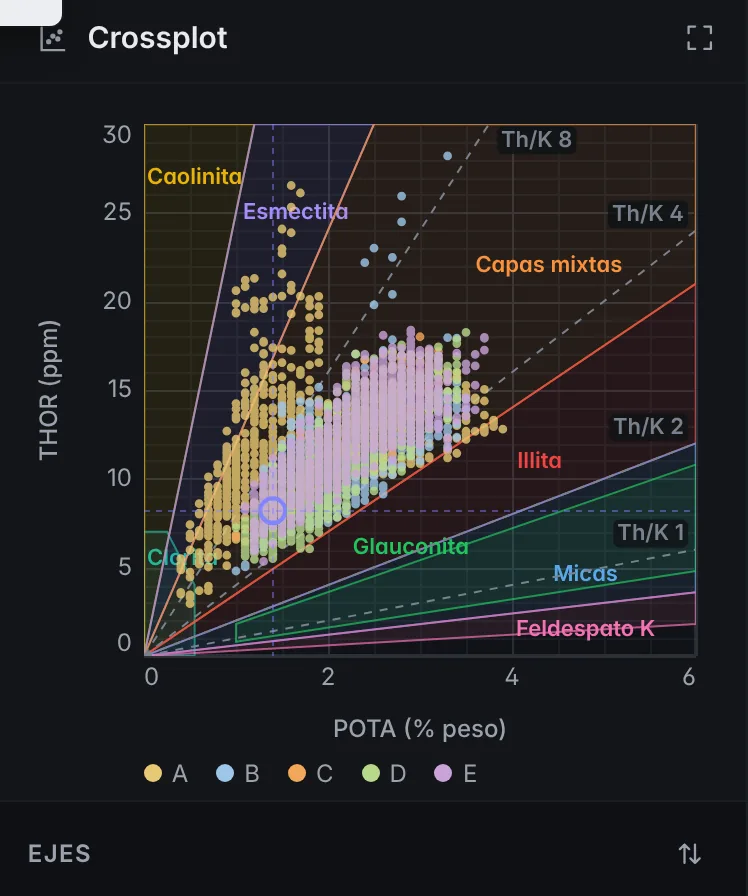 Crossplot
30
Th/K 8
Caolinita
25
Esmectita
Th/K 4
Capas mixtas
20
THOR (ppm)
15
Th/K 2
Illita
10
Th/K 1
Glauconita
5
Micas
Feldespato K
0
0 2 4 6
POTA (% peso)
A B C D E
EJES